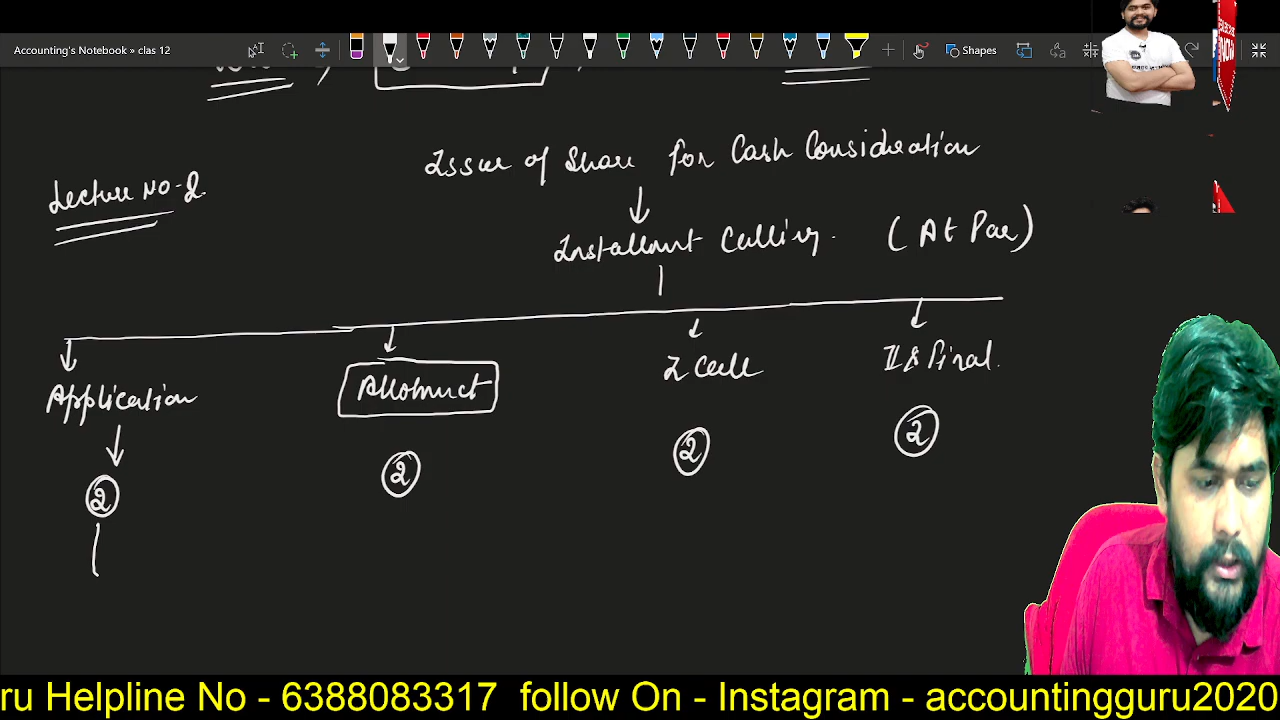 Accounting's Notebook » clas 12
Shapes
Issue of Share for Cash Consideration
Lecture NO-2
Installment Calling. (At Par)
Application Allotment I Call II & Final.
② ② ② ②
ru Helpline No - 6388083317 follow On - Instagram - accountingguru2020